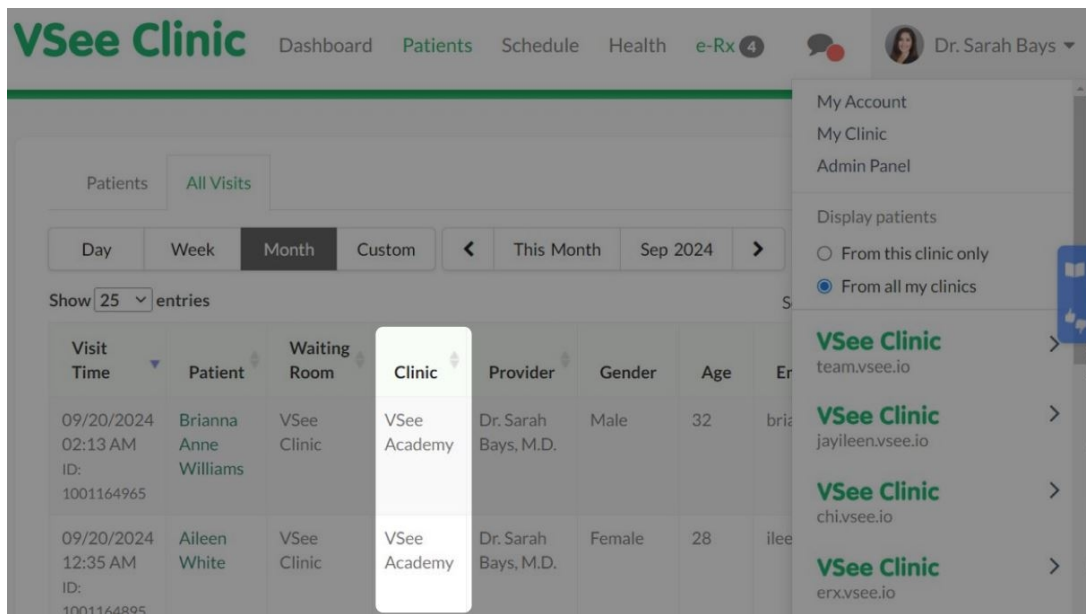 VSee Clinic Dashboard Patients Schedule Health e-Rx 4 Dr. Sarah Bays
My Account
My Clinic
Admin Panel
Display patients
From this clinic only
From all my clinics
VSee Clinic
team.vsee.io
VSee Clinic
jayileen.vsee.io
VSee Clinic
chi.vsee.io
VSee Clinic
erx.vsee.io
Patients All Visits
Day Week Month Custom This Month Sep 2024
Show 25 entries
Visit Time Patient Waiting Room Clinic Provider Gender Age
09/20/2024 Brianna VSee VSee Dr. Sarah Male 32
02:13 AM Anne Clinic Academy Bays, M.D.
ID: Williams
1001164965
09/20/2024 Aileen VSee VSee Dr. Sarah Female 28
12:35 AM White Clinic Academy Bays, M.D.
ID:
1001164895